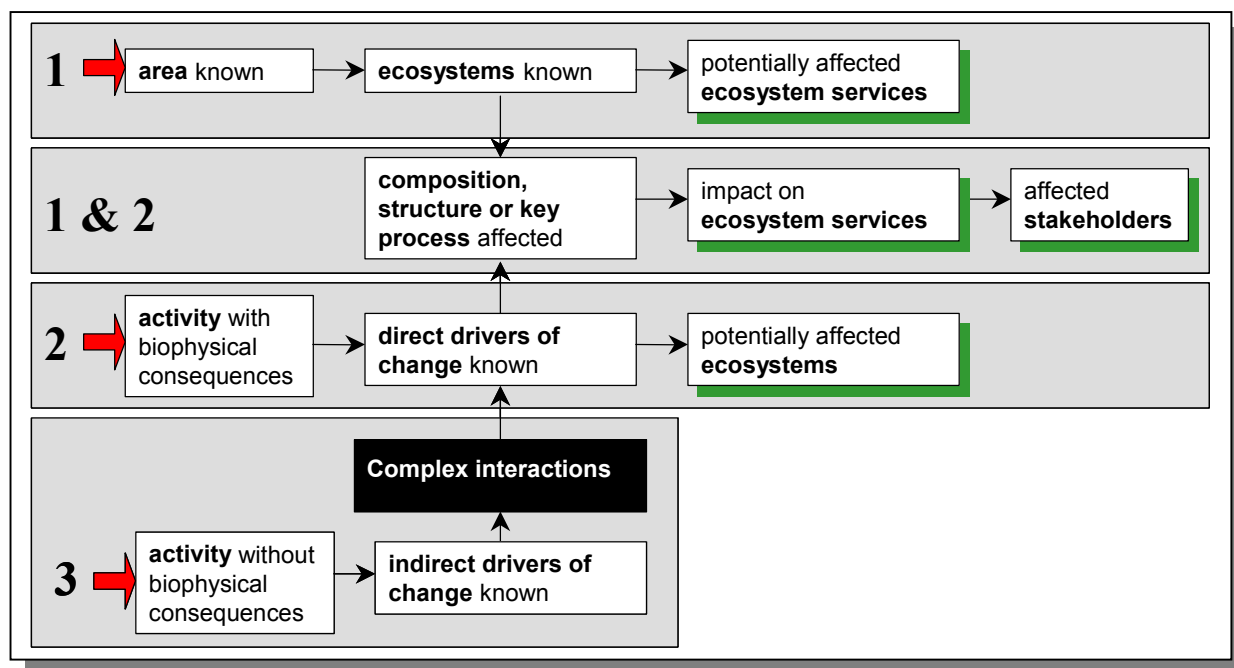 1
area known
ecosystems known
potentially affected
ecosystem services
1 & 2
composition,
structure or key
process affected
impact on
ecosystem services
affected
stakeholders
2
activity with
biophysical
consequences
direct drivers of
change known
potentially affected
ecosystems
Complex interactions
3
activity without
biophysical
consequences
indirect drivers of
change known